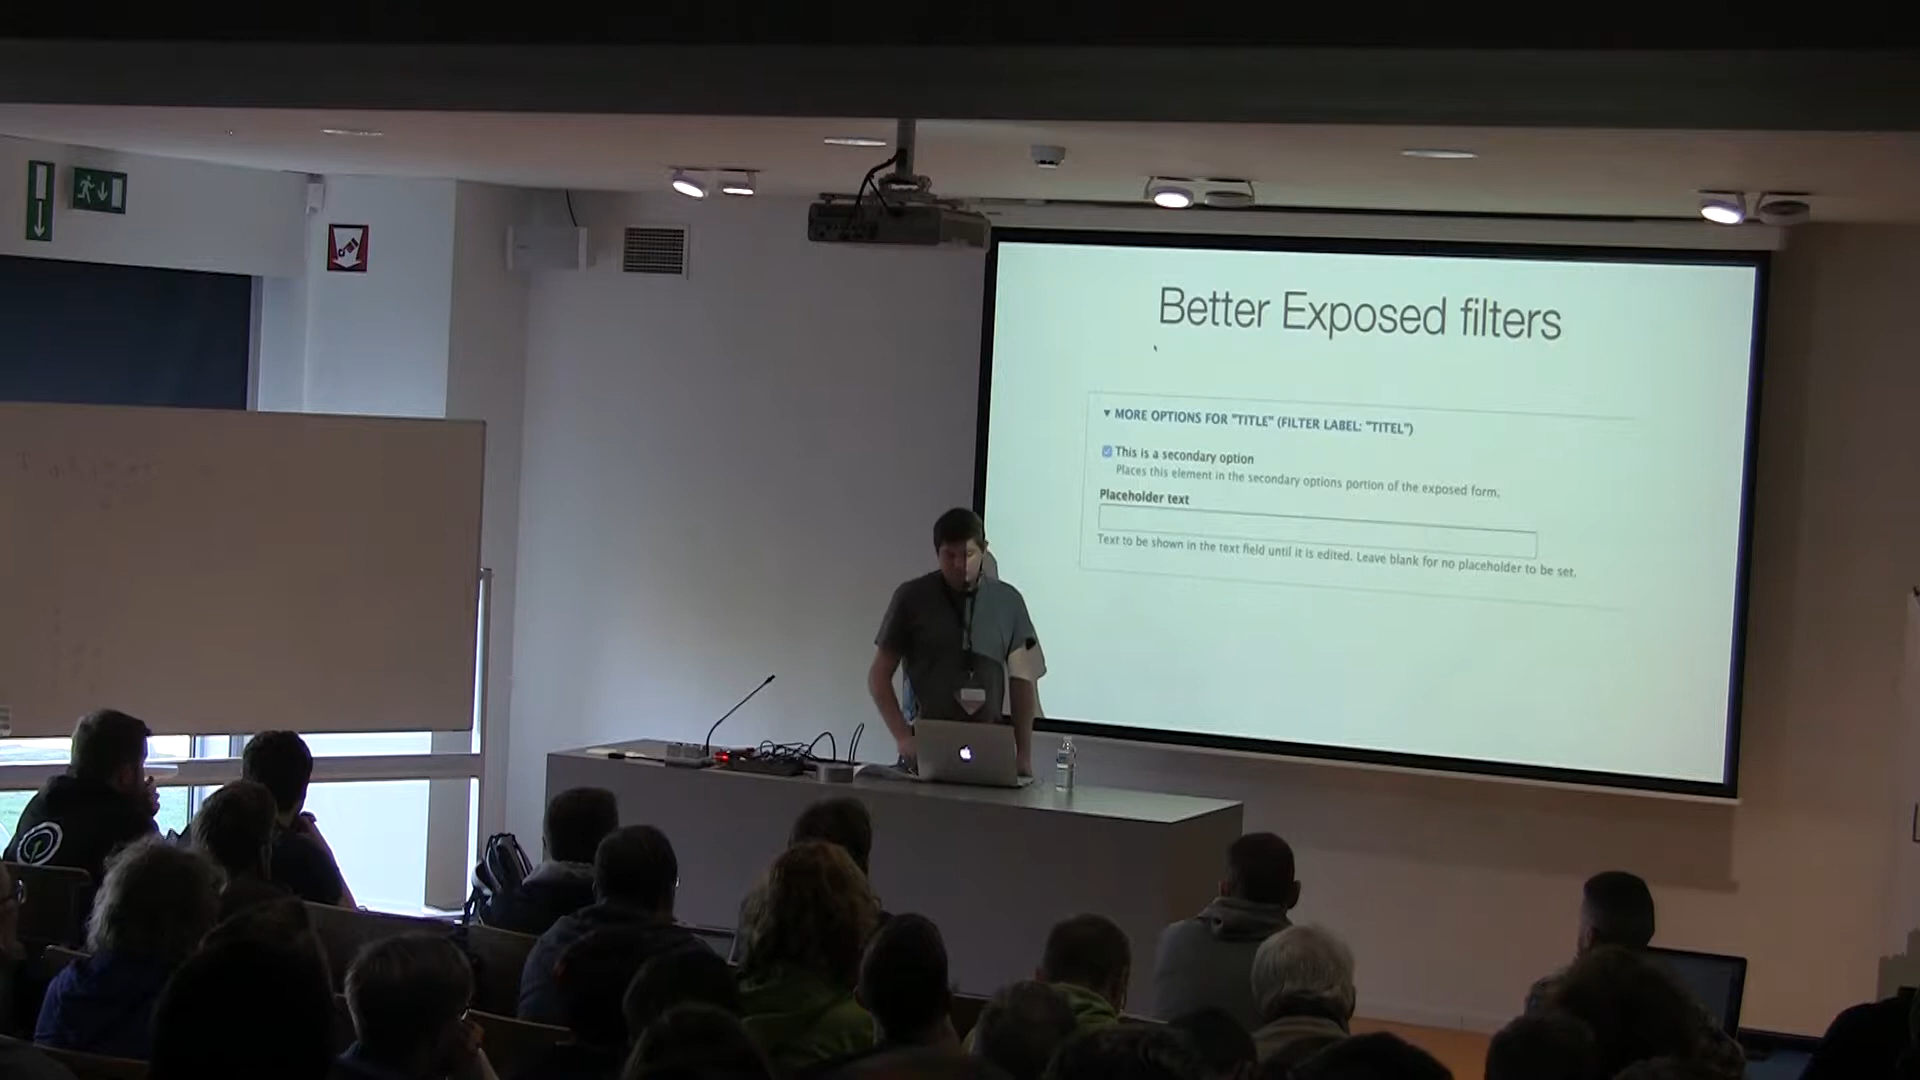 Better Exposed filters
▼ MORE OPTIONS FOR "TITLE" (FILTER LABEL: "TITEL")
This is a secondary option
Places this element in the secondary options portion of the exposed form.
Placeholder text
Text to be shown in the text field until it is edited. Leave blank for no placeholder to be set.